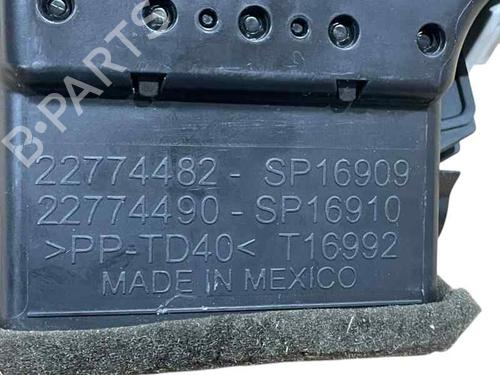 B-PARTS
22774482 - SP16909
22774490 - SP16910
>PP-TD40< T16992
MADE IN MEXICO